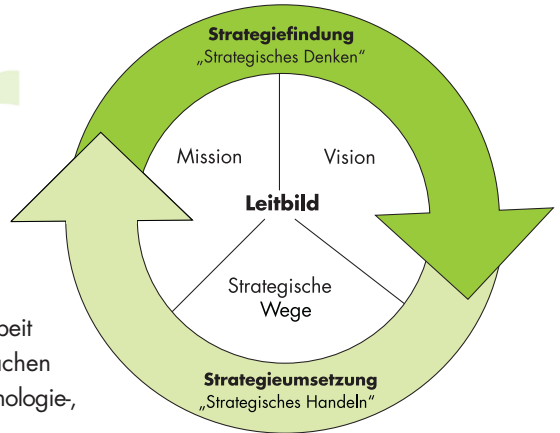 Strategiefindung
„Strategisches Denken“
Mission
Vision
Leitbild
Strategische
Wege
Strategieumsetzung
„Strategisches Handeln“